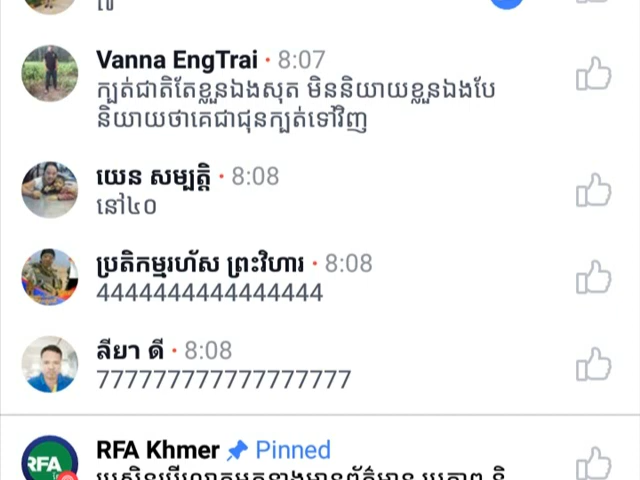 Vanna EngTrai • 8:07
ក្បត់ជាតិតែខ្លួនឯងសុត មិននិយាយខ្លួនឯងបែ
និយាយថាគេជាជុនក្បត់ទៅវិញ
យេន សម្បត្តិ • 8:08
នៅ៤០
ប្រតិកម្មរហ័ស ព្រះវិហារ • 8:08
4444444444444444
លីយា ដី • 8:08
777777777777777777
RFA Khmer Pinned